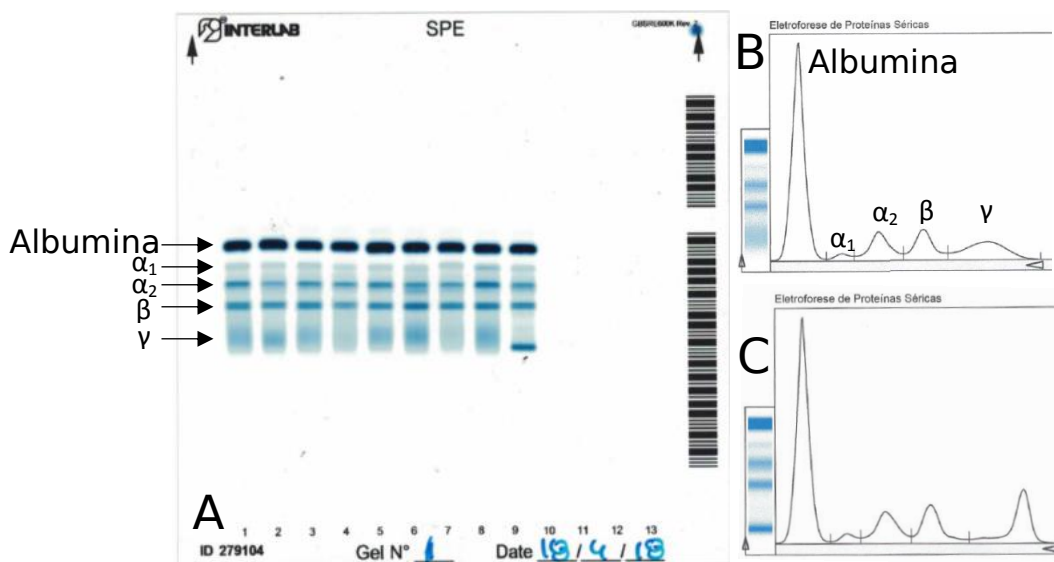 INTERLAB
SPE
Albumina
α₁
α₂
β
γ
A
1 2 3 4 5 6 7 8 9 10 11 12 13
ID 279104
Gel N° 1
Date 18/4/18
B
Eletroforese de Proteínas Séricas
Albumina
α₁
α₂
β
γ
C
Eletroforese de Proteínas Séricas